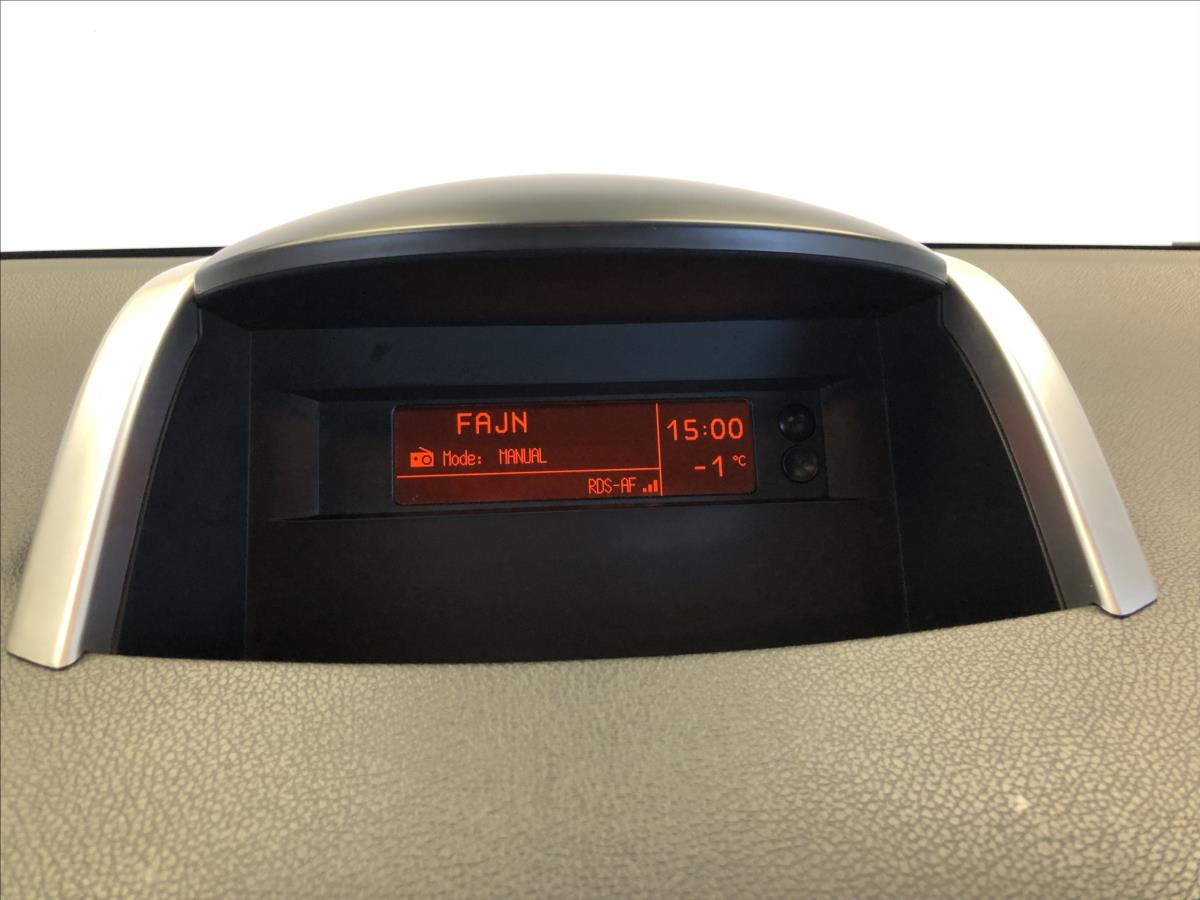 FAJN
Mode: MANUAL
RDS-AF
15:00
-1 °C